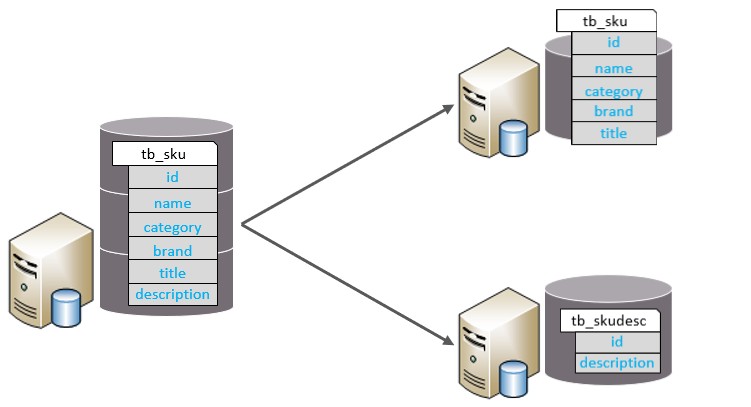 tb_sku
id
name
category
brand
title
description
tb_sku
id
name
category
brand
title
tb_skudesc
id
description